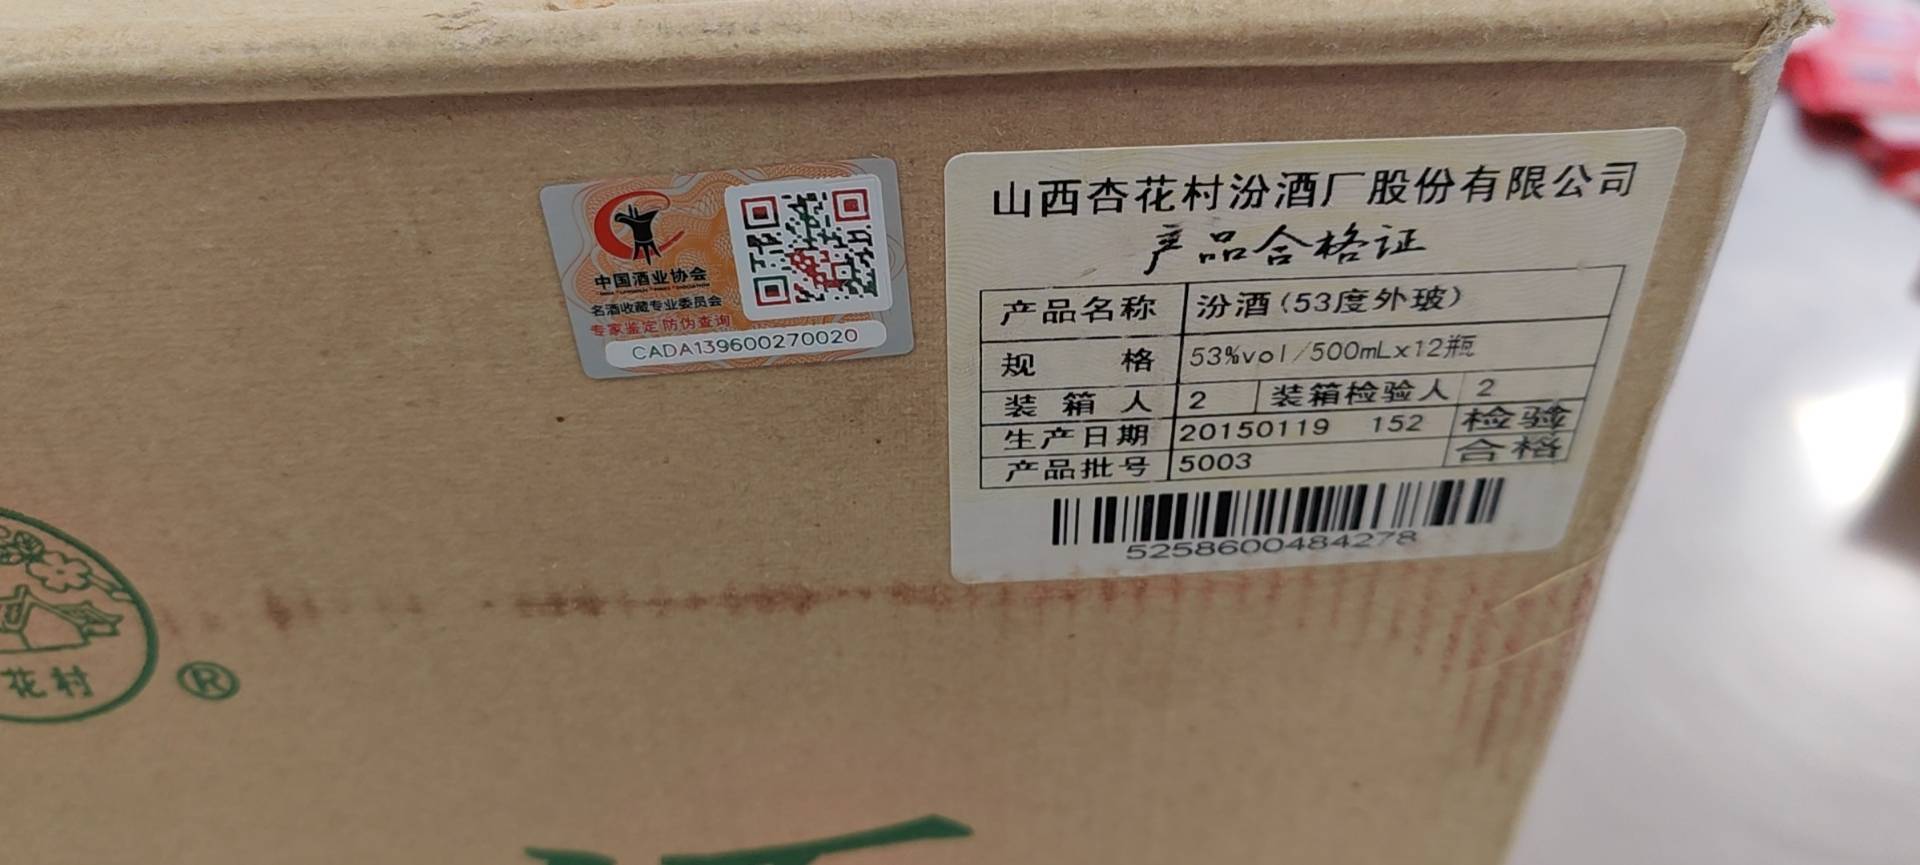 中国酒业协会
名酒收藏专业委员会
专家鉴定 防伪查询
CADA139600270020
山西杏花村汾酒厂股份有限公司
产品合格证
产品名称 汾酒(53度外玻)
规格 53%vol/500mLx12瓶
装箱人 2 装箱检验人 2
生产日期 20150119 152 检验
产品批号 5003 合格
5258600484278
花村
®